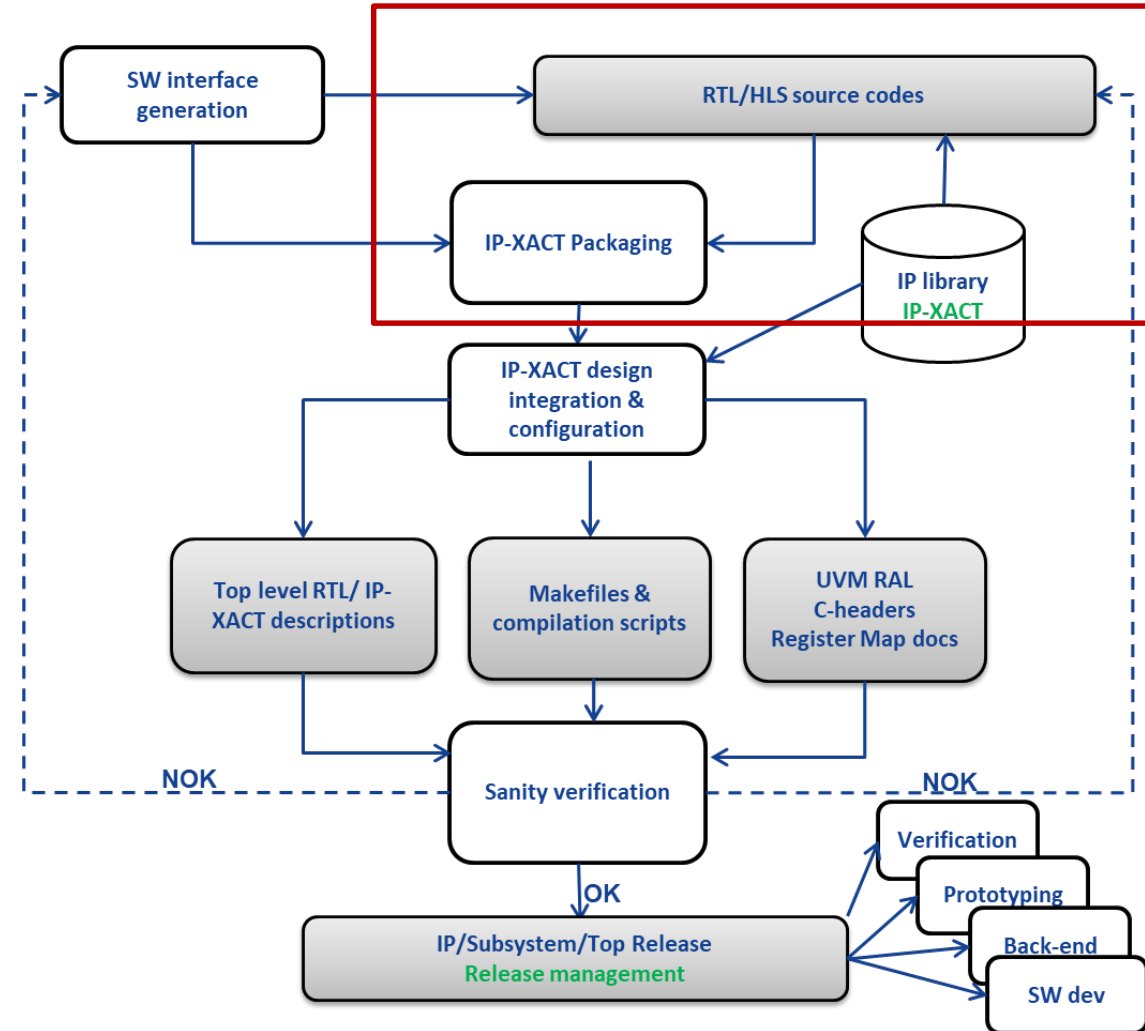 SW interface
generation
RTL/HLS source codes
IP-XACT Packaging
IP library
IP-XACT
IP-XACT design
integration &
configuration
Top level RTL/ IP-
XACT descriptions
Makefiles &
compilation scripts
UVM RAL
C-headers
Register Map docs
NOK
Sanity verification
NOK
OK
Verification
Prototyping
Back-end
SW dev
IP/Subsystem/Top Release
Release management